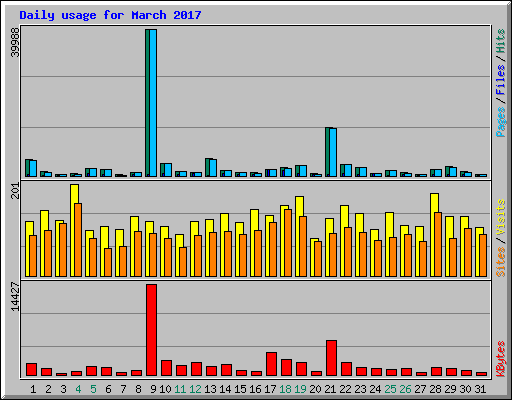 Daily usage for March 2017
39988
Pages / Files / Hits
201
Sites / Visits
14427
KBytes
1 2 3 4 5 6 7 8 9 10 11 12 13 14 15 16 17 18 19 20 21 22 23 24 25 26 27 28 29 30 31